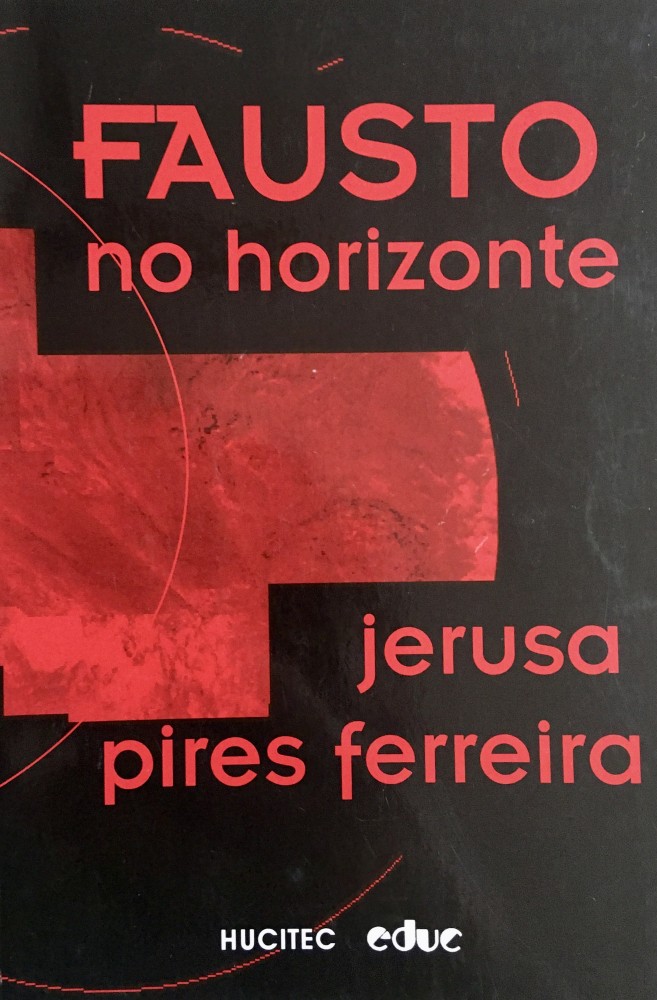 FAUSTO
no horizonte
jerusa
pires ferreira
HUCITEC educ